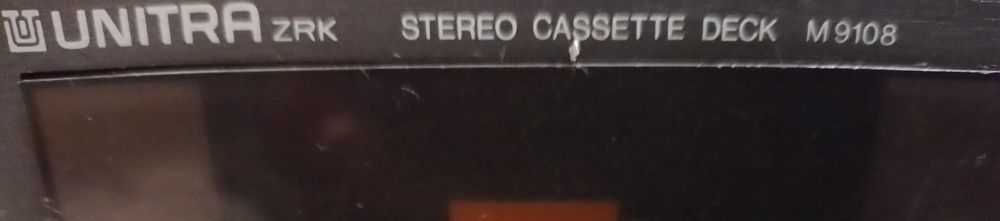 UNITRA ZRK STEREO CASSETTE DECK M9108